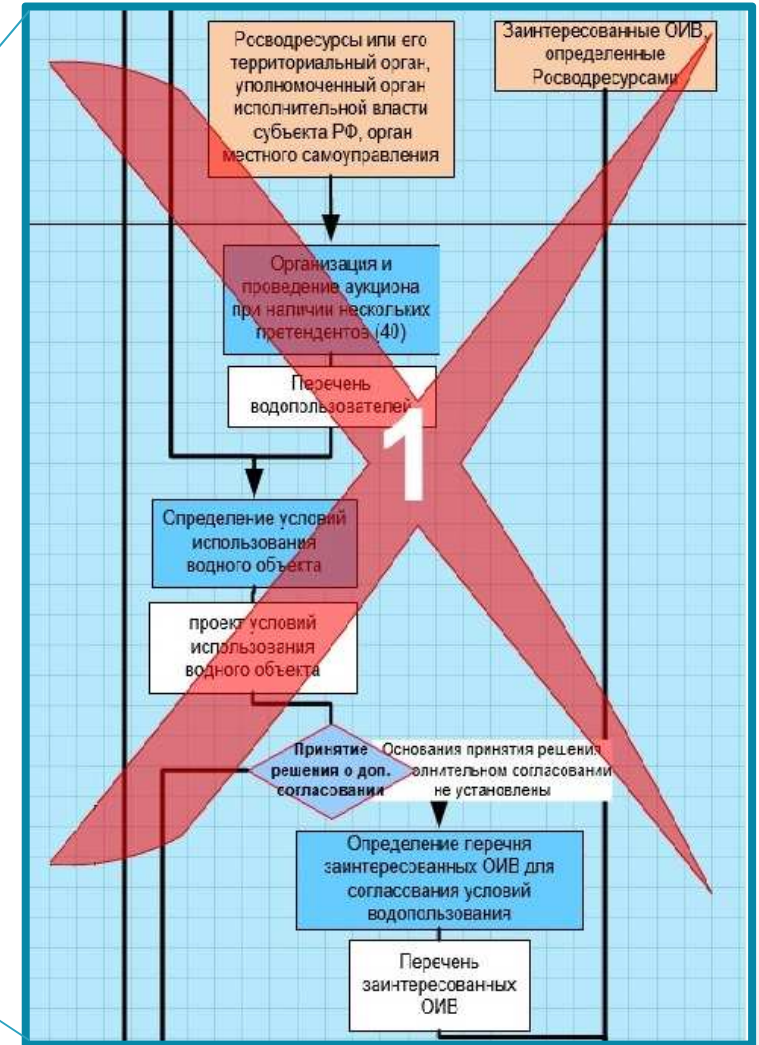 Росводресурсы или его
территориальный орган,
уполномоченный орган
исполнительной власти
субъекта РФ, орган
местного самоуправления
Заинтересованные ОИВ,
определенные
Росводресурсами
Организация и
проведение аукциона
при наличии нескольких
претендентов (40)
Перечень
водопользователей
1
Определение условий
использования
водного объекта
проект условий
использования
водного объекта
Принятие
решения о доп.
согласовании
Основания принятия решения
олнительном согласовании
не установлены
Определение перечня
заинтересованных ОИВ для
согласования условий
водопользования
Перечень
заинтересованных
ОИВ